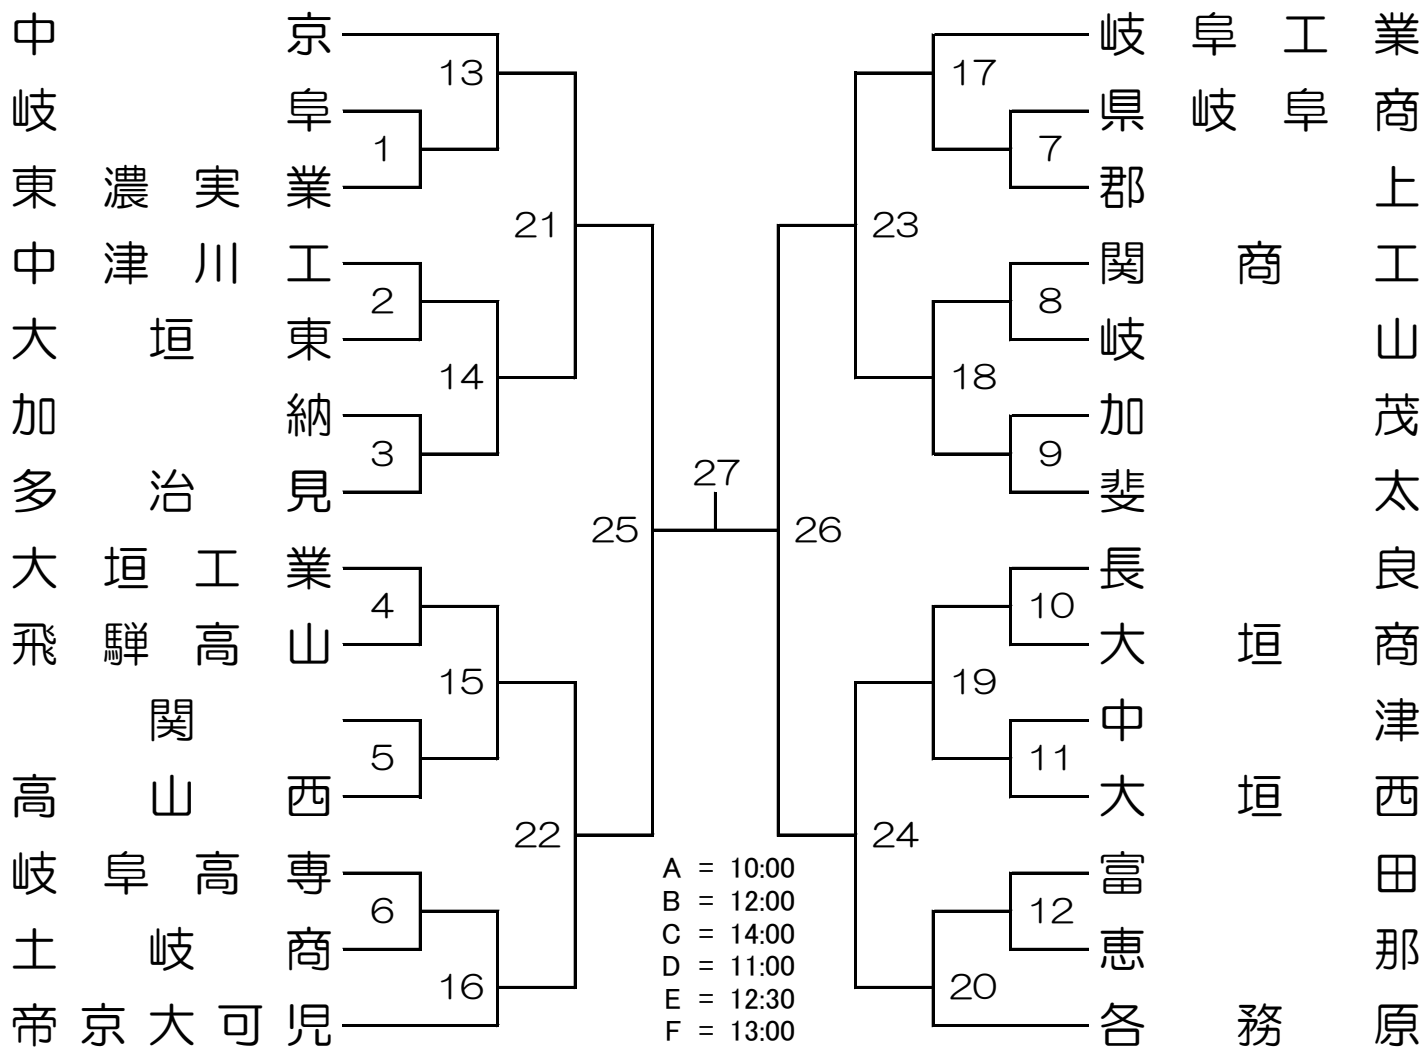 中京
岐阜
東濃実業
中津川工
大垣東
加納
多治見
大垣工業
飛騨高山
関
高山西
岐阜高専
土岐商
帝京大可児
13
1
21
2
14
3
25
4
15
5
22
6
16
27
A = 10:00
B = 12:00
C = 14:00
D = 11:00
E = 12:30
F = 13:00
17
7
23
8
18
9
26
10
19
11
24
12
20
岐阜工業
県岐阜商
郡上
関商工
岐山
加茂
斐太
長良
大垣商
中津
大垣西
富田
恵那
各務原